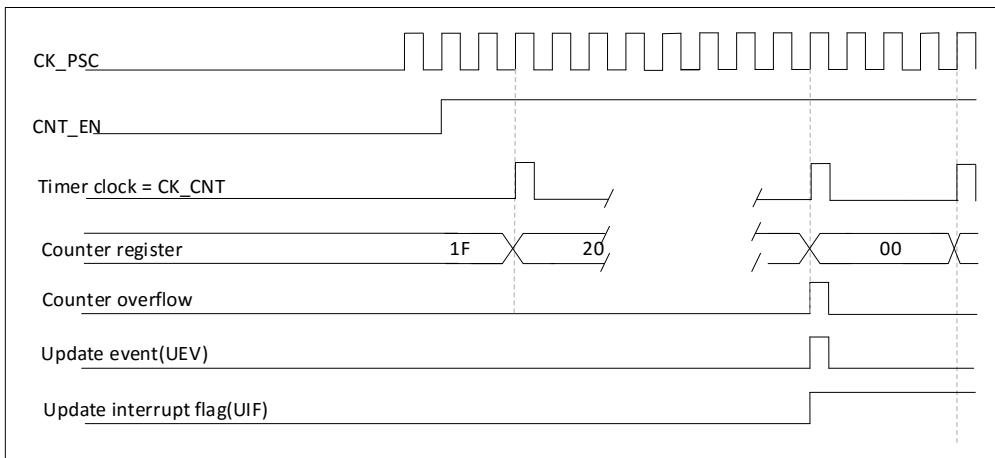 CK_PSC
CNT_EN
Timer clock = CK_CNT
Counter register 1F 20 00
Counter overflow
Update event(UEV)
Update interrupt flag(UIF)